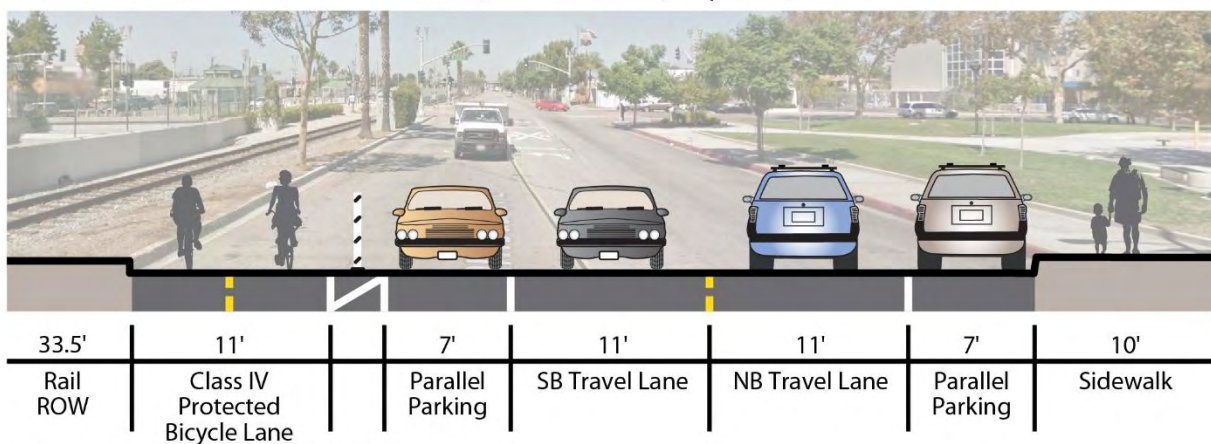 33.5' 11' 7' 11' 11' 7' 10'
Rail ROW
Class IV Protected Bicycle Lane
Parallel Parking
SB Travel Lane
NB Travel Lane
Parallel Parking
Sidewalk